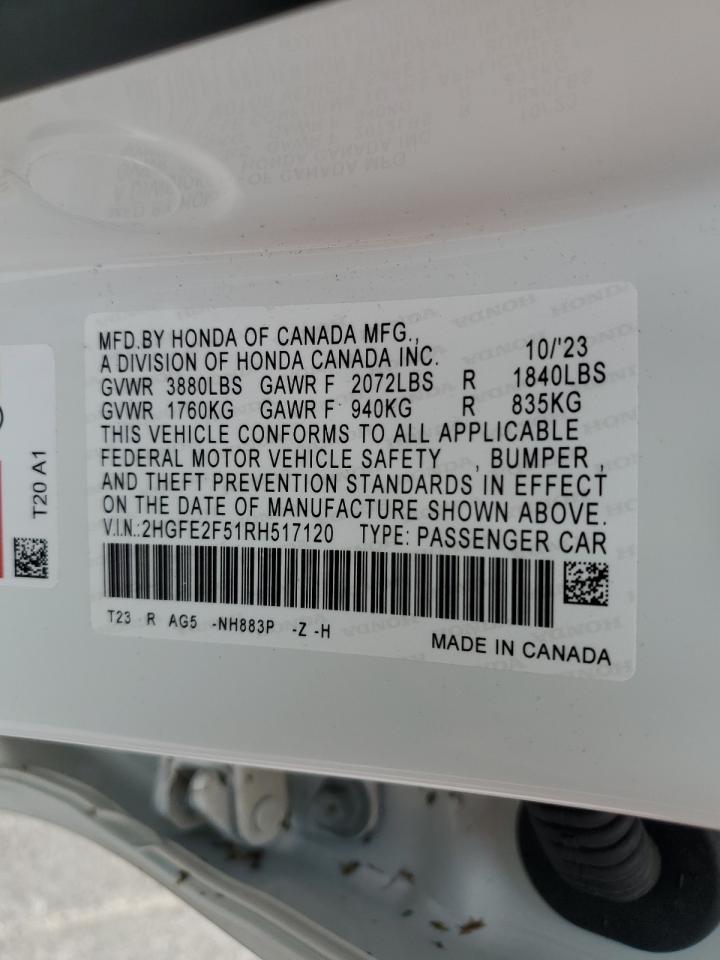 MFD.BY HONDA OF CANADA MFG.,
A DIVISION OF HONDA CANADA INC. 10/'23
GVWR 3880LBS GAWR F 2072LBS R 1840LBS
GVWR 1760KG GAWR F 940KG R 835KG
THIS VEHICLE CONFORMS TO ALL APPLICABLE
FEDERAL MOTOR VEHICLE SAFETY , BUMPER ,
AND THEFT PREVENTION STANDARDS IN EFFECT
ON THE DATE OF MANUFACTURE SHOWN ABOVE.
V.I.N.:2HGFE2F51RH517120 TYPE: PASSENGER CAR
T23 R AG5 -NH883P -Z -H
MADE IN CANADA
T20 A1